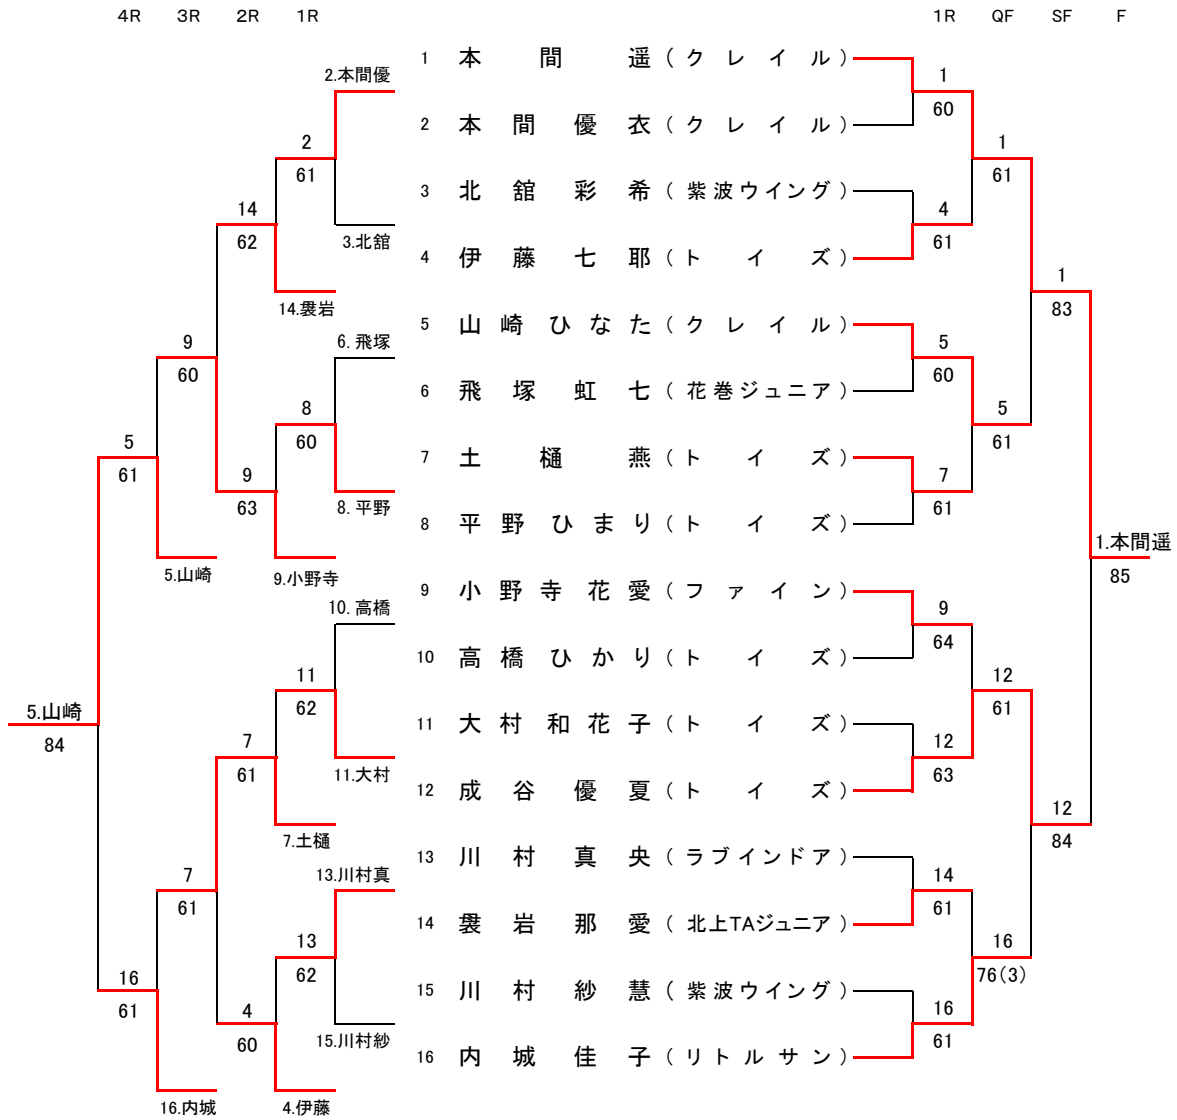 4R 3R 2R 1R 1R QF SF F
1 本間遥(クレイル)
2.本間優 1
60
2 本間優衣(クレイル)
2 1
61 61
3 北舘彩希(紫波ウイング)
14 4
62 3.北舘 61
4 伊藤七耶(トイズ)
1
14.袰岩 83
5 山崎ひなた(クレイル)
9 6.飛塚 5
60 60
6 飛塚虹七(花巻ジュニア)
8 5
60 61
5 7 土樋燕(トイズ)
61 9 7
63 8.平野 61
8 平野ひまり(トイズ)
1.本間遥
5.山崎 9.小野寺 85
9 小野寺花愛(ファイン)
10.高橋 9
64
10 高橋ひかり(トイズ)
11 12
62 61
5.山崎 11 大村和花子(トイズ)
84 7 12
61 11.大村 63
12 成谷優夏(トイズ)
12
7.土樋 84
13 川村真央(ラブインドア)
7 13.川村真 14
61 61
14 袰岩那愛(北上TAジュニア)
13 16
62 76(3)
16 15 川村紗慧(紫波ウイング)
61 4 16
60 15.川村紗 61
16 内城佳子(リトルサン)
16.内城 4.伊藤